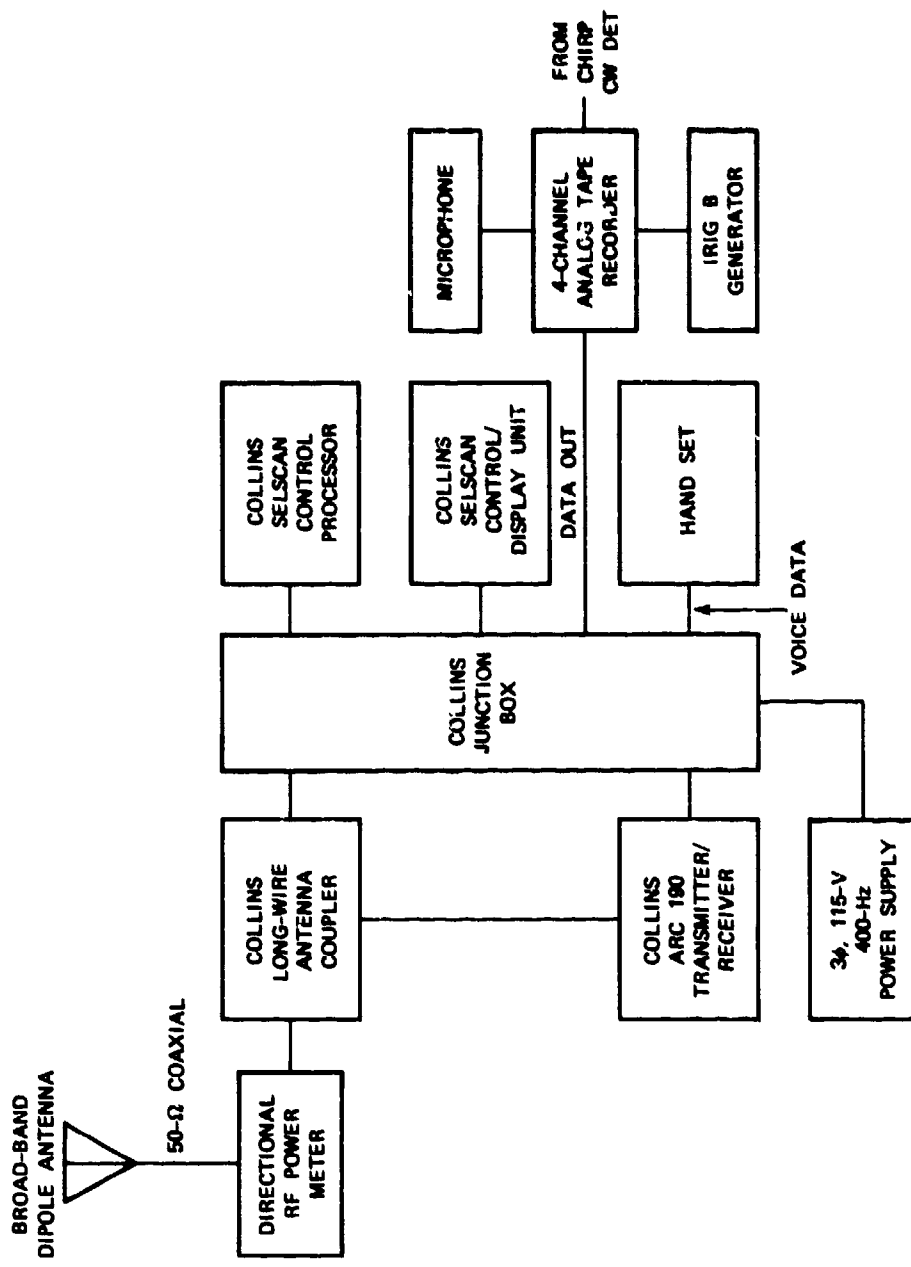 BROAD-BAND
DIPOLE ANTENNA
50-Ω COAXIAL
DIRECTIONAL
RF POWER
METER
COLLINS
LONG-WIRE
ANTENNA
COUPLER
COLLINS
ARC 190
TRANSMITTER/
RECEIVER
3ϕ, 115-V
400-Hz
POWER SUPPLY
COLLINS
JUNCTION
BOX
COLLINS
SELSCAN
CONTROL
PROCESSOR
COLLINS
SELSCAN
CONTROL/
DISPLAY UNIT
DATA OUT
HAND SET
VOICE DATA
MICROPHONE
4-CHANNEL
ANALOG TAPE
RECORDER
IRIG B
GENERATOR
FROM
CHIRP
CW DET